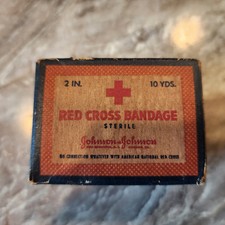 2 IN. 10 YDS.
RED CROSS BANDAGE
STERILE
Johnson & Johnson
NO CONNECTION WHATEVER WITH AMERICAN NATIONAL RED CROSS